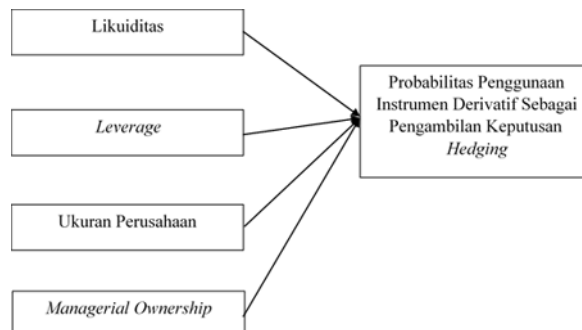 Likuiditas
Leverage
Ukuran Perusahaan
Managerial Ownership
Probabilitas Penggunaan
Instrumen Derivatif Sebagai
Pengambilan Keputusan
Hedging